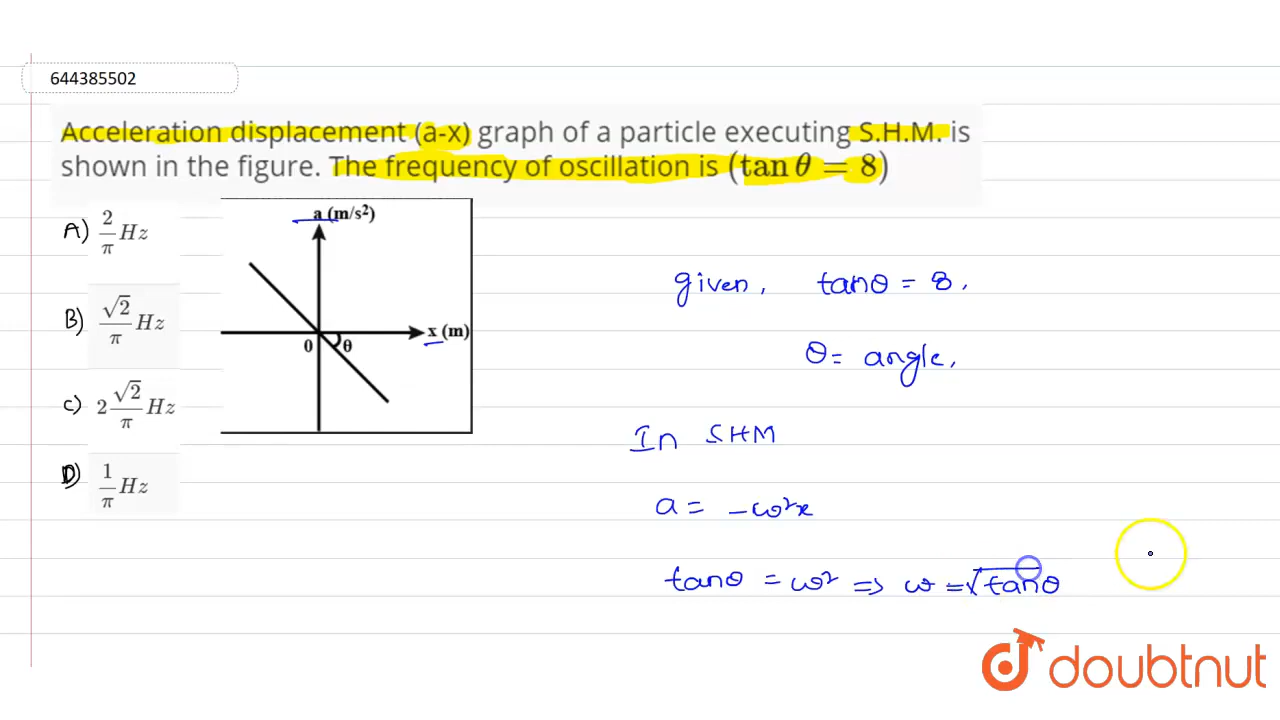 644385502
Acceleration displacement (a-x) graph of a particle executing S.H.M. is
shown in the figure. The frequency of oscillation is (tan θ = 8)
A) 2/π Hz
B) √2/π Hz
C) 2 √2/π Hz
D) 1/π Hz
a (m/s²)
x (m)
0 θ
given, tanθ = 8.
θ = angle.
In SHM
a = -ω²x
tanθ = ω² => ω = √tanθ
doubtnut